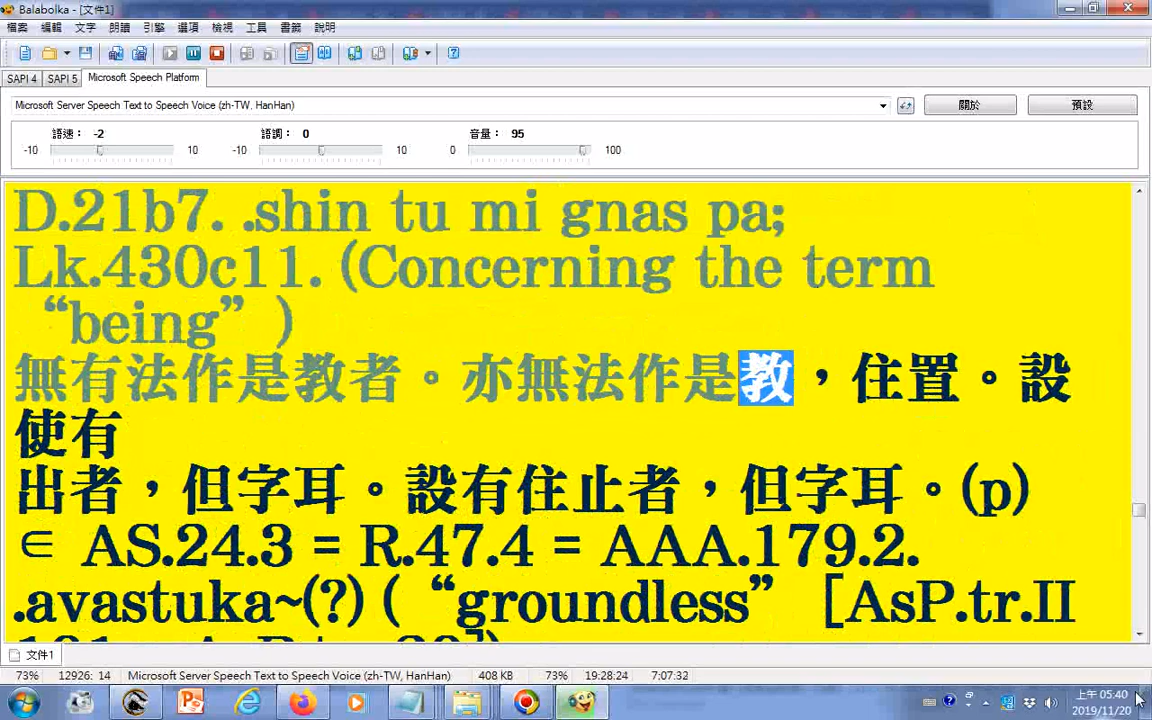 Balabolka - [文件1]
檔案 編輯 文字 朗讀 引擎 選項 檢視 工具 書籤 說明
SAPI 4 SAPI 5 Microsoft Speech Platform
Microsoft Server Speech Text to Speech Voice (zh-TW, HanHan) 關於 預設
語速： -2 語調： 0 音量： 95
-10 10 -10 10 0 100
D.21b7. .shin tu mi gnas pa;
Lk.430c11. (Concerning the term
“being” )
無有法作是教者。亦無法作是教，住置。設
使有
出者，但字耳。設有住止者，但字耳。(p)
∈ AS.24.3 = R.47.4 = AAA.179.2.
.avastuka~(?) ( “groundless” [AsP.tr.II
文件1
73% 12926: 14 Microsoft Server Speech Text to Speech Voice (zh-TW, HanHan) 408 KB 73% 19:28:24 7:07:32
上午 05:40
2019/11/20